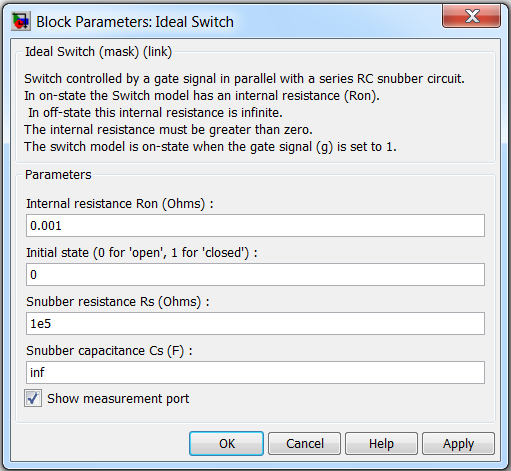 Block Parameters: Ideal Switch
Ideal Switch (mask) (link)
Switch controlled by a gate signal in parallel with a series RC snubber circuit.
In on-state the Switch model has an internal resistance (Ron).
In off-state this internal resistance is infinite.
The internal resistance must be greater than zero.
The switch model is on-state when the gate signal (g) is set to 1.
Parameters
Internal resistance Ron (Ohms) :
0.001
Initial state (0 for 'open', 1 for 'closed') :
0
Snubber resistance Rs (Ohms) :
1e5
Snubber capacitance Cs (F) :
inf
Show measurement port
OK Cancel Help Apply